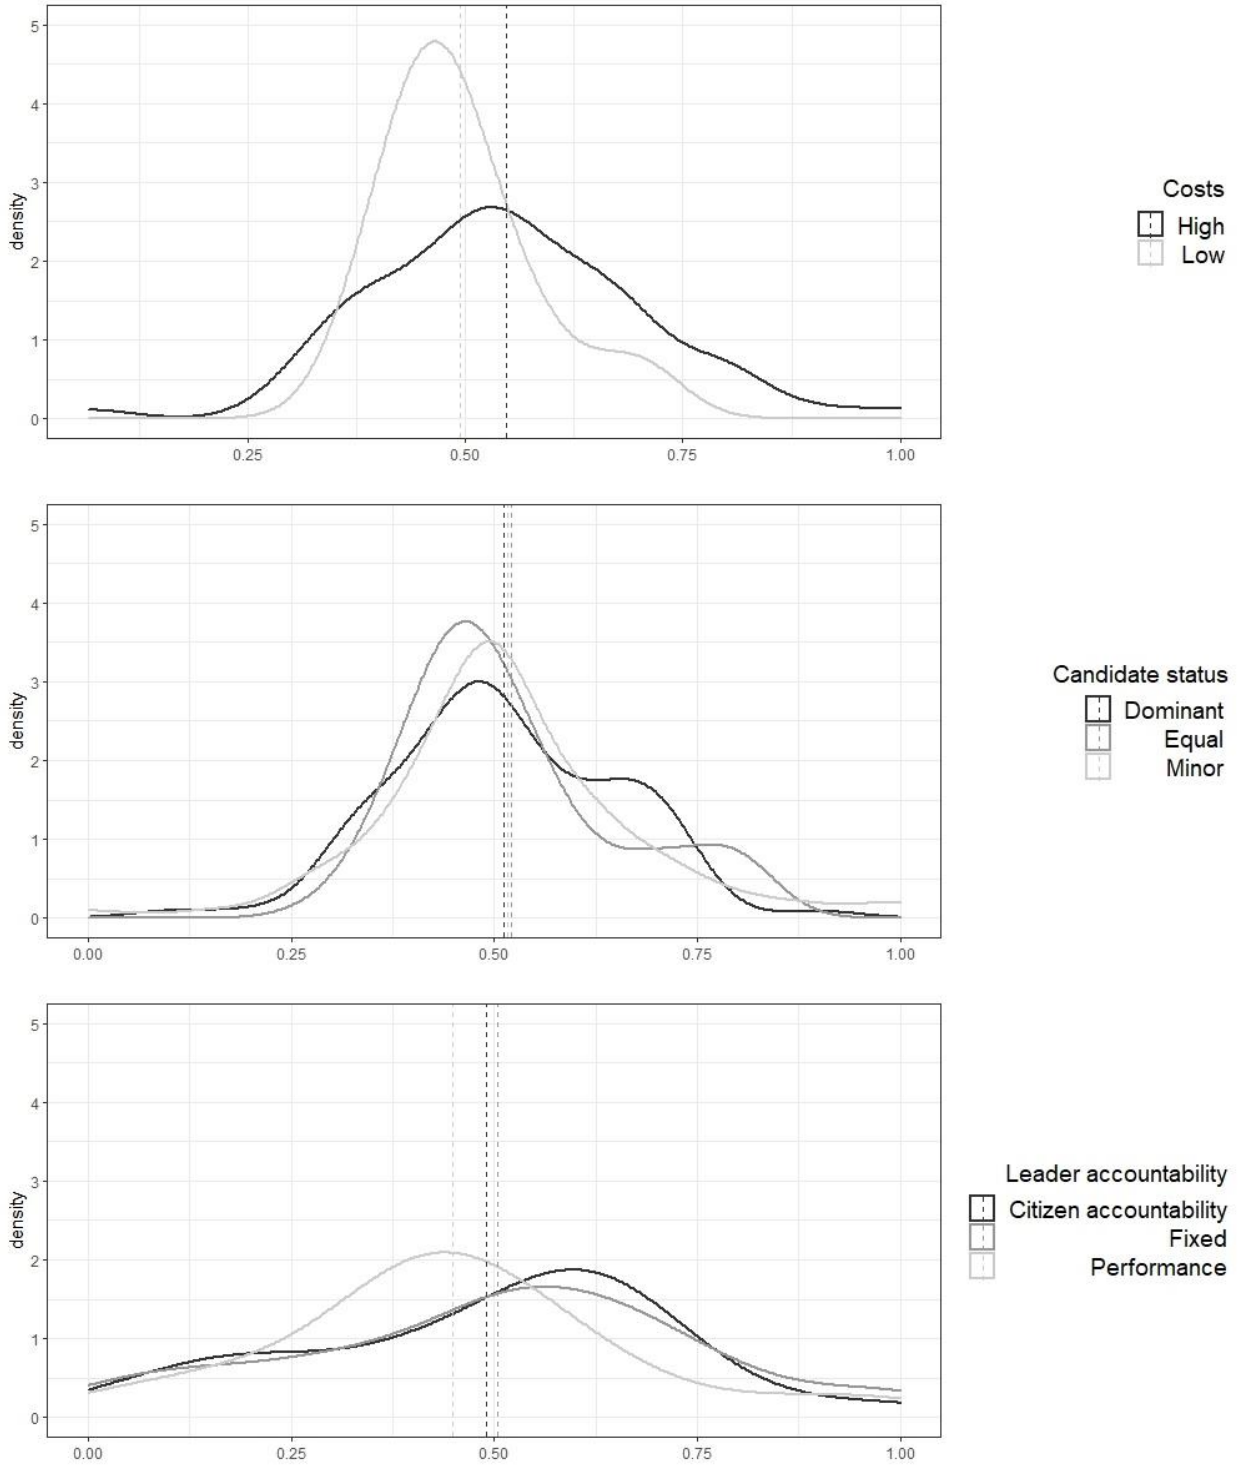 5
4
3
2
1
0
density
0.25 0.50 0.75 1.00
Costs
High
Low
5
4
3
2
1
0
density
0.00 0.25 0.50 0.75 1.00
Candidate status
Dominant
Equal
Minor
5
4
3
2
1
0
density
0.00 0.25 0.50 0.75 1.00
Leader accountability
Citizen accountability
Fixed
Performance